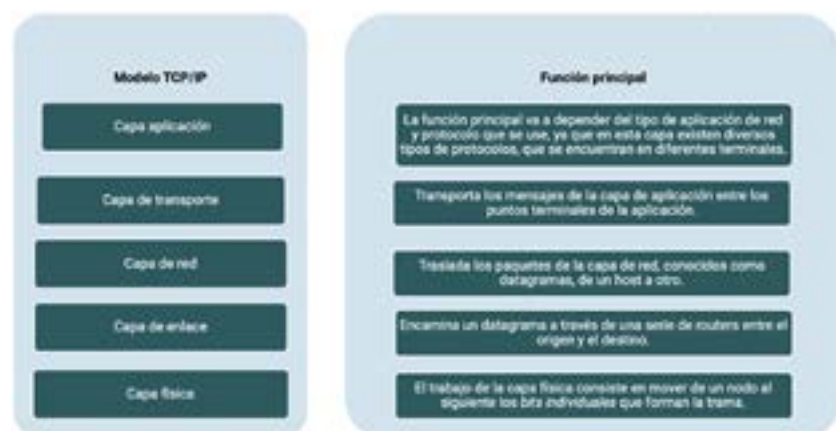 Modelo TCP/IP
Capa aplicación
Capa de transporte
Capa de red
Capa de enlace
Capa física
Función principal
La función principal va a depender del tipo de aplicación de red
y protocolo que se use, ya que en esta capa existen diversos
tipos de protocolos, que se encuentran en diferentes terminales.
Transporta los mensajes de la capa de aplicación entre los
puntos terminales de la aplicación.
Traslada los paquetes de la capa de red, conocidos como
datagramas, de un host a otro.
Encamina un datagrama a través de una serie de routers entre el
origen y el destino.
El trabajo de la capa física consiste en mover de un nodo al
siguiente los bits individuales que forman la trama.